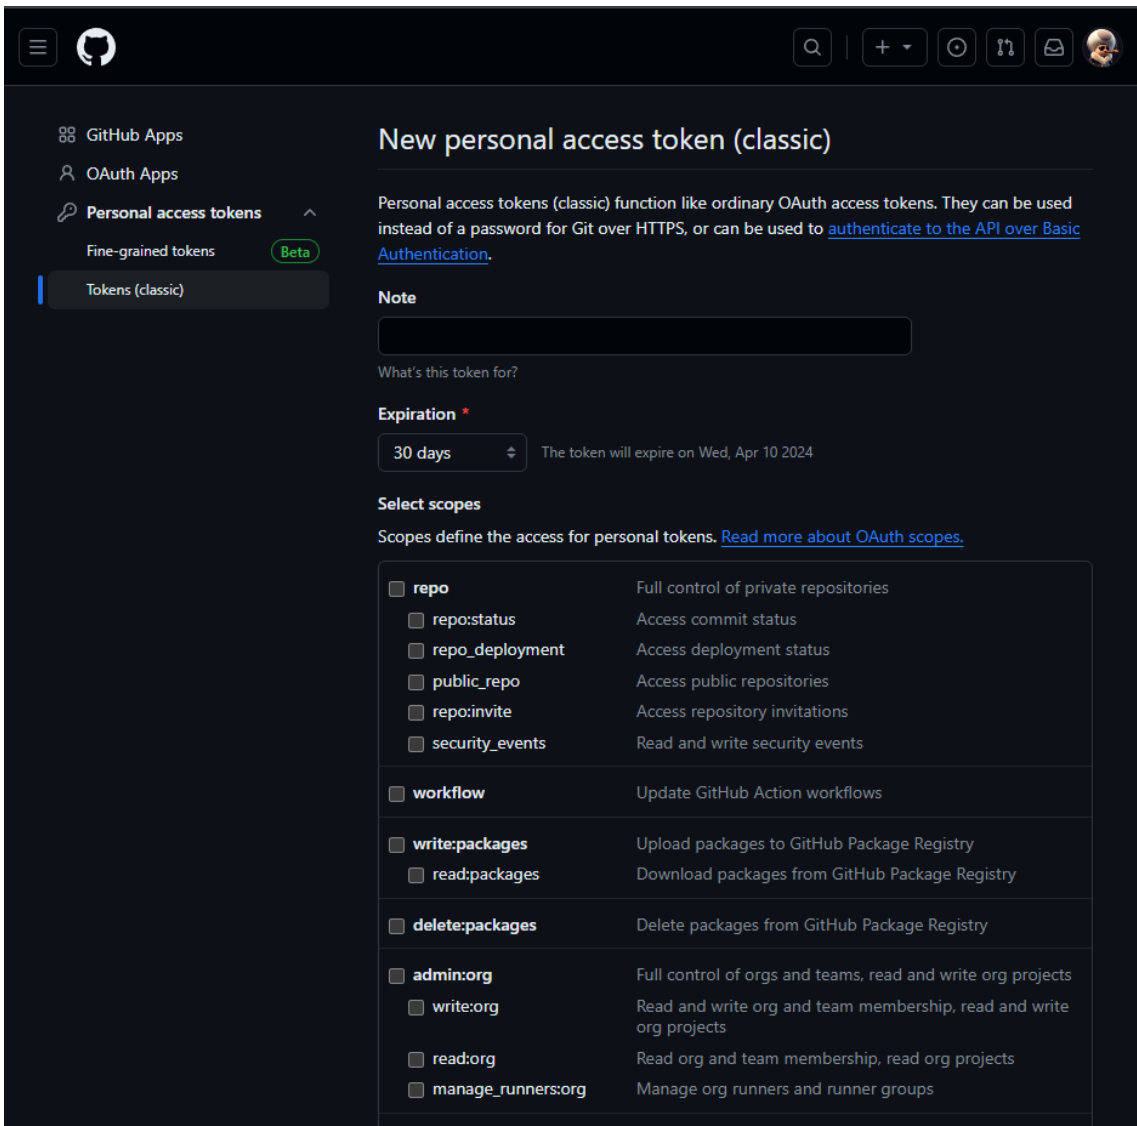 GitHub Apps
OAuth Apps
Personal access tokens
Fine-grained tokens Beta
Tokens (classic)
New personal access token (classic)
Personal access tokens (classic) function like ordinary OAuth access tokens. They can be used
instead of a password for Git over HTTPS, or can be used to authenticate to the API over Basic
Authentication.
Note
What's this token for?
Expiration *
30 days The token will expire on Wed, Apr 10 2024
Select scopes
Scopes define the access for personal tokens. Read more about OAuth scopes.
repo Full control of private repositories
repo:status Access commit status
repo_deployment Access deployment status
public_repo Access public repositories
repo:invite Access repository invitations
security_events Read and write security events
workflow Update GitHub Action workflows
write:packages Upload packages to GitHub Package Registry
read:packages Download packages from GitHub Package Registry
delete:packages Delete packages from GitHub Package Registry
admin:org Full control of orgs and teams, read and write org projects
write:org Read and write org and team membership, read and write
org projects
read:org Read org and team membership, read org projects
manage_runners:org Manage org runners and runner groups